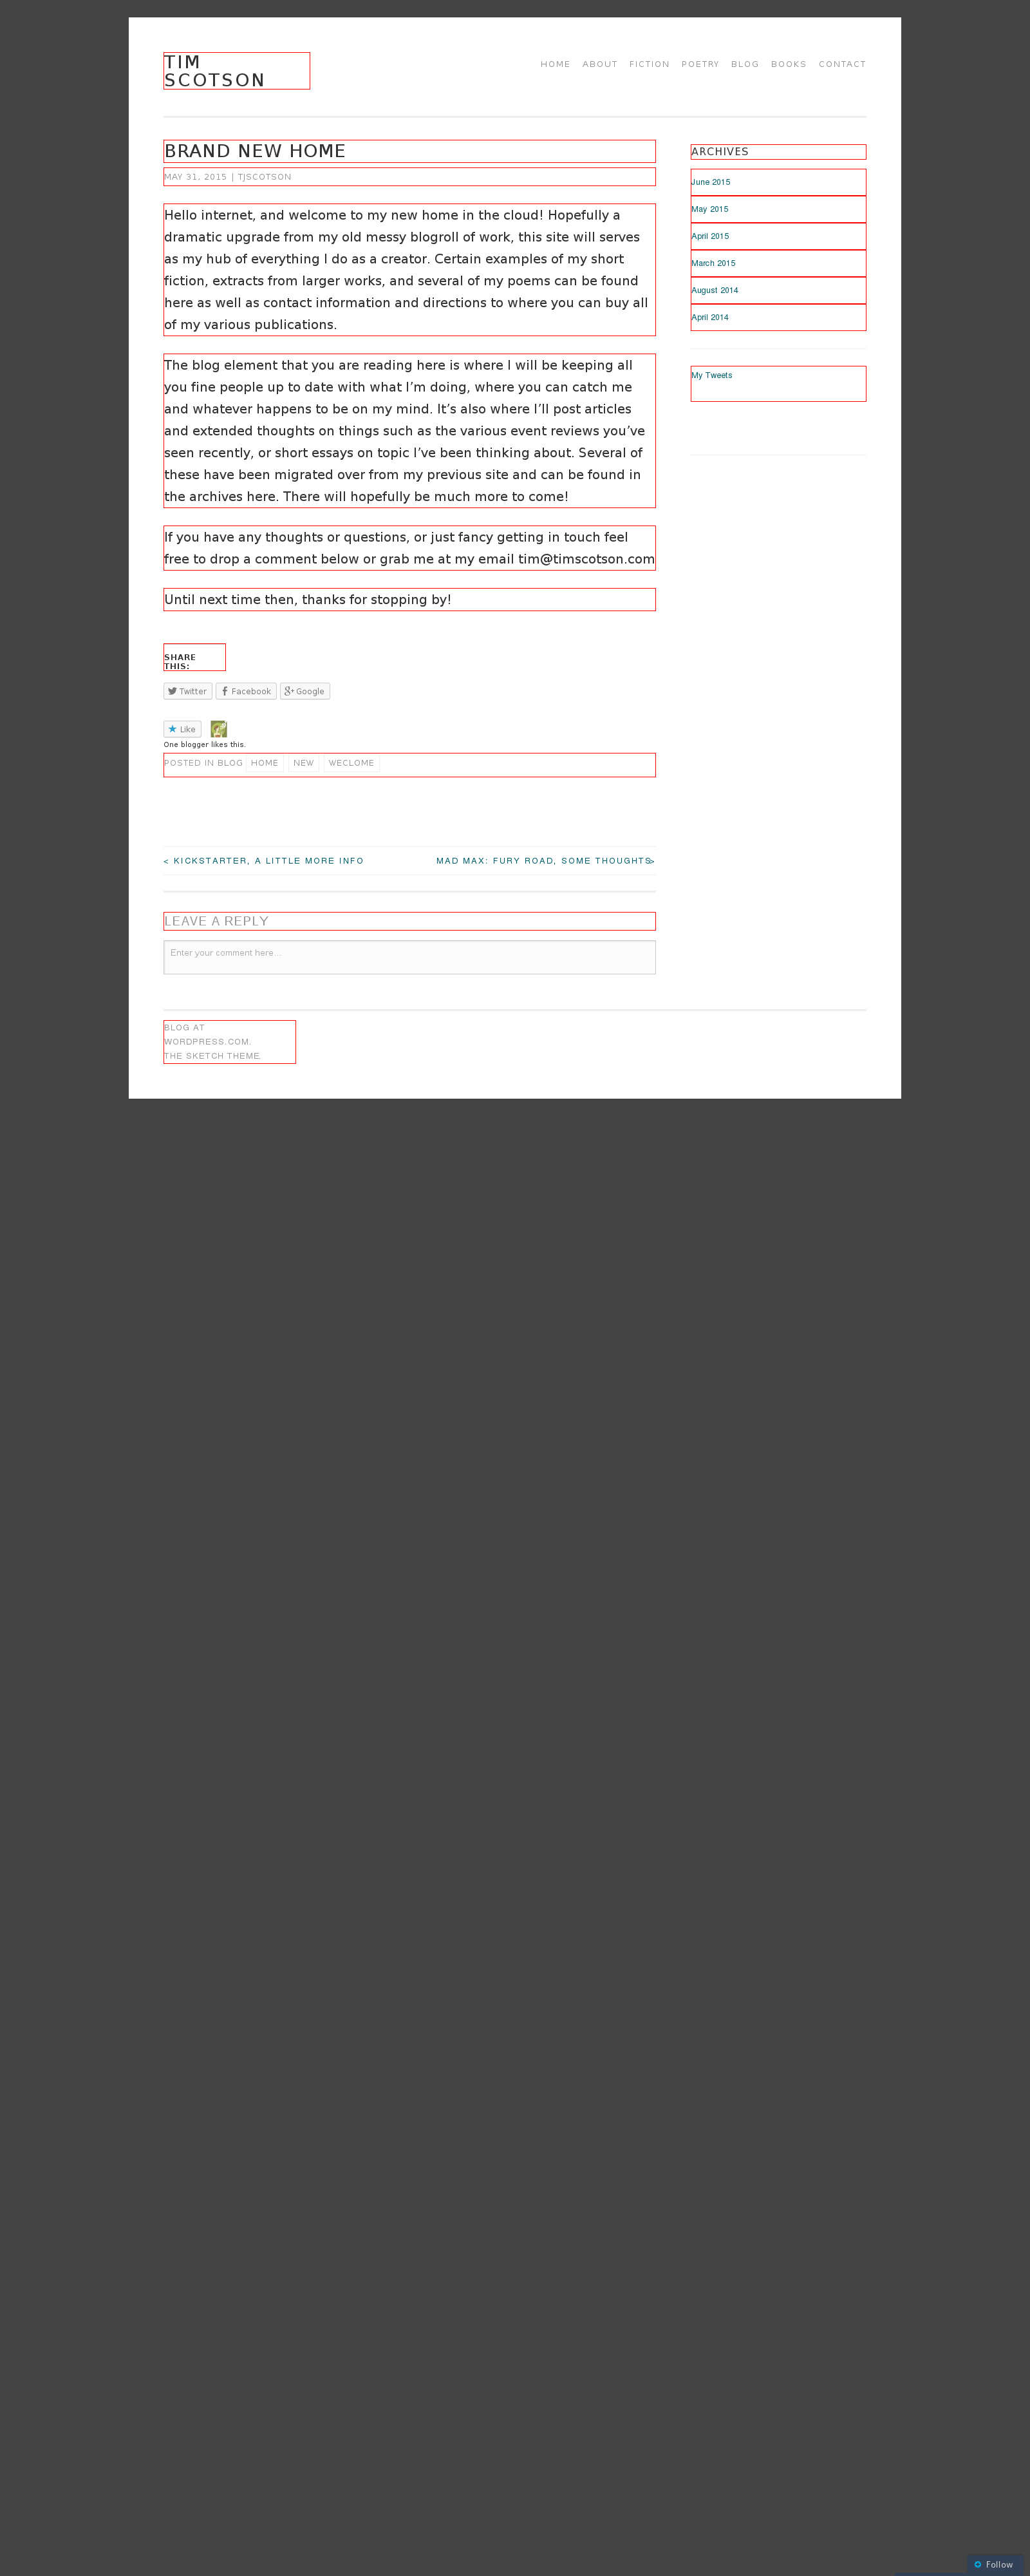 TIM
SCOTSON
HOME ABOUT FICTION POETRY BLOG BOOKS CONTACT
BRAND NEW HOME
MAY 31, 2015 | TJSCOTSON
Hello internet, and welcome to my new home in the cloud! Hopefully a
dramatic upgrade from my old messy blogroll of work, this site will serves
as my hub of everything I do as a creator. Certain examples of my short
fiction, extracts from larger works, and several of my poems can be found
here as well as contact information and directions to where you can buy all
of my various publications.
The blog element that you are reading here is where I will be keeping all
you fine people up to date with what I’m doing, where you can catch me
and whatever happens to be on my mind. It’s also where I’ll post articles
and extended thoughts on things such as the various event reviews you’ve
seen recently, or short essays on topic I’ve been thinking about. Several of
these have been migrated over from my previous site and can be found in
the archives here. There will hopefully be much more to come!
If you have any thoughts or questions, or just fancy getting in touch feel
free to drop a comment below or grab me at my email tim@timscotson.com
Until next time then, thanks for stopping by!
SHARE
THIS:
Twitter Facebook Google
Like
One blogger likes this.
POSTED IN BLOG HOME NEW WECLOME
< KICKSTARTER, A LITTLE MORE INFO
MAD MAX: FURY ROAD, SOME THOUGHTS>
LEAVE A REPLY
Enter your comment here...
ARCHIVES
June 2015
May 2015
April 2015
March 2015
August 2014
April 2014
My Tweets
BLOG AT
WORDPRESS.COM.
THE SKETCH THEME.
Follow